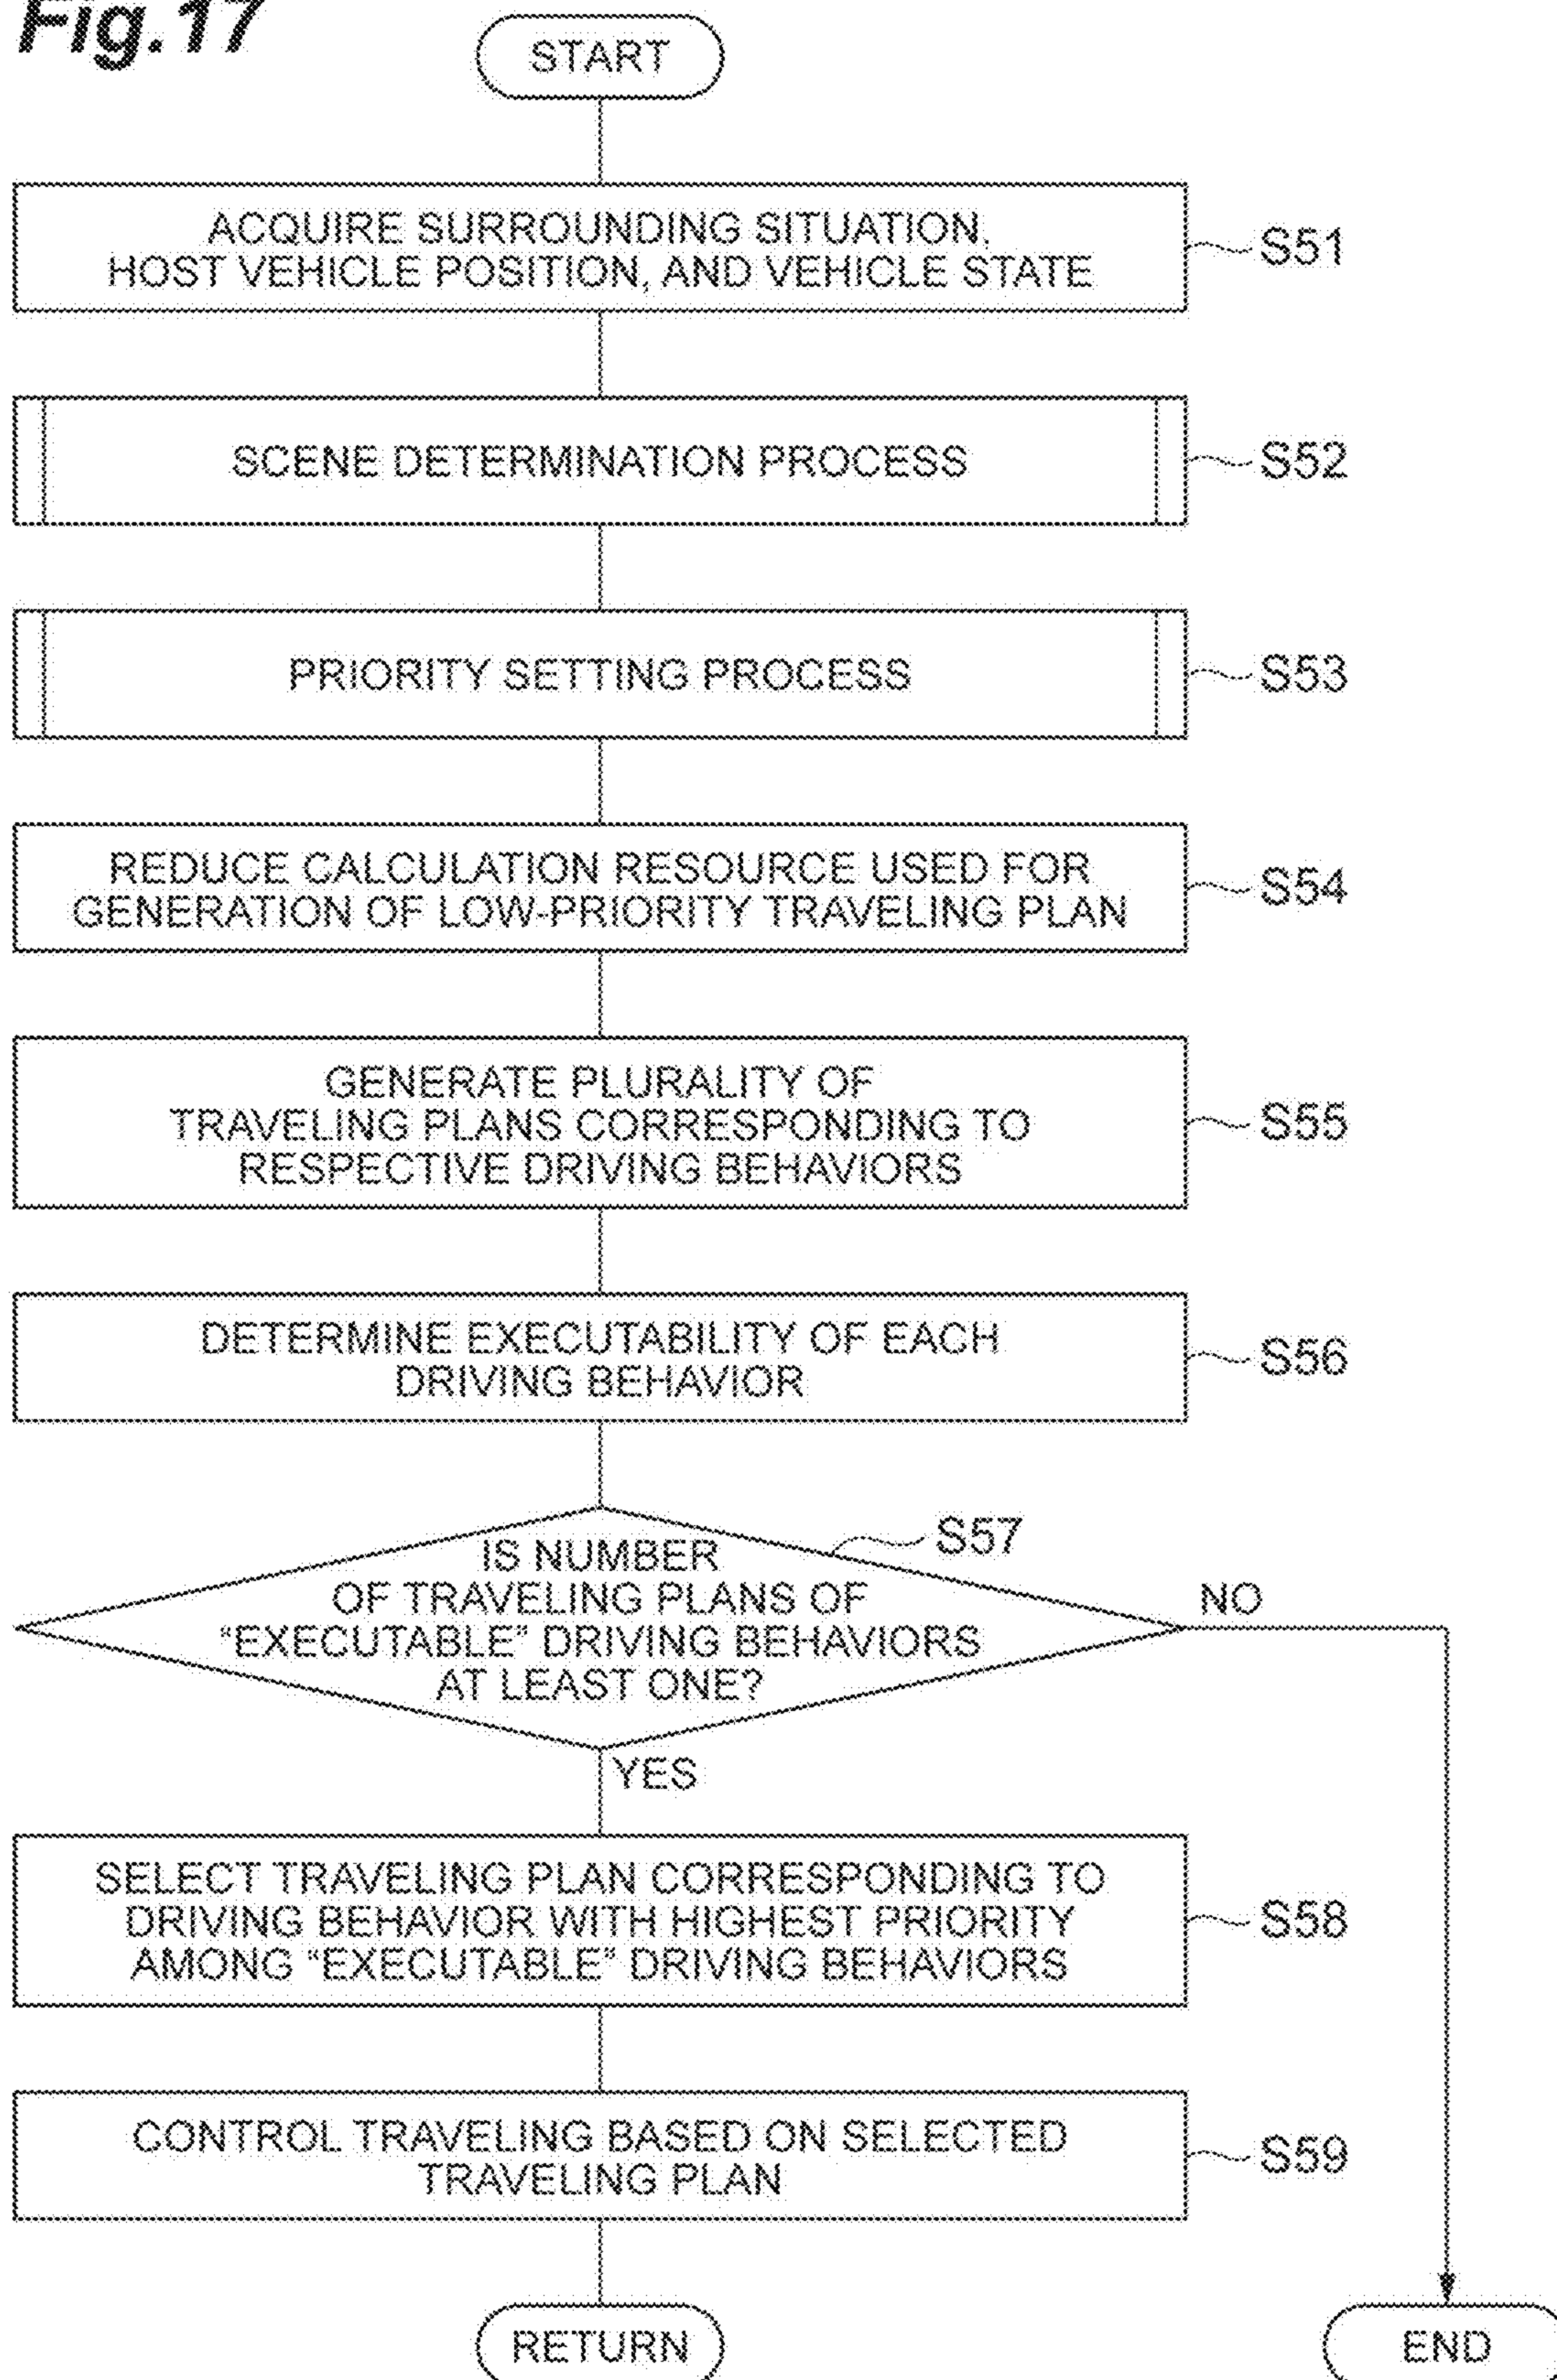 Fig.17
START
ACQUIRE SURROUNDING SITUATION,
HOST VEHICLE POSITION, AND VEHICLE STATE
S51
SCENE DETERMINATION PROCESS
S52
PRIORITY SETTING PROCESS
S53
REDUCE CALCULATION RESOURCE USED FOR
GENERATION OF LOW-PRIORITY TRAVELING PLAN
S54
GENERATE PLURALITY OF
TRAVELING PLANS CORRESPONDING TO
RESPECTIVE DRIVING BEHAVIORS
S55
DETERMINE EXECUTABILITY OF EACH
DRIVING BEHAVIOR
S56
S57
IS NUMBER
OF TRAVELING PLANS OF
“EXECUTABLE” DRIVING BEHAVIORS
AT LEAST ONE?
NO
YES
SELECT TRAVELING PLAN CORRESPONDING TO
DRIVING BEHAVIOR WITH HIGHEST PRIORITY
AMONG “EXECUTABLE” DRIVING BEHAVIORS
S58
CONTROL TRAVELING BASED ON SELECTED
TRAVELING PLAN
S59
RETURN
END